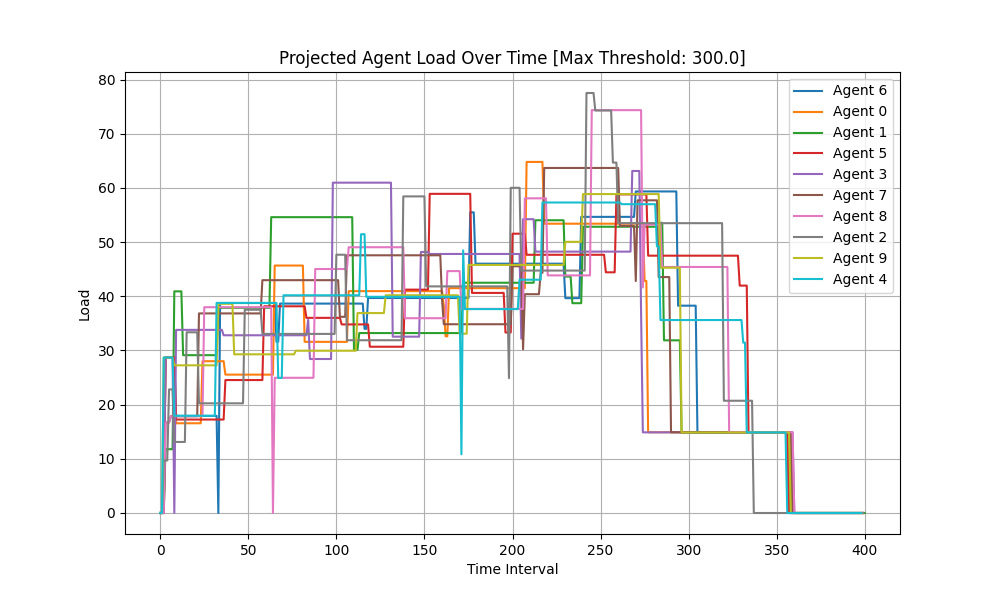 Projected Agent Load Over Time [Max Threshold: 300.0]
Load
80
70
60
50
40
30
20
10
0
0 50 100 150 200 250 300 350 400
Time Interval
Agent 6
Agent 0
Agent 1
Agent 5
Agent 3
Agent 7
Agent 8
Agent 2
Agent 9
Agent 4